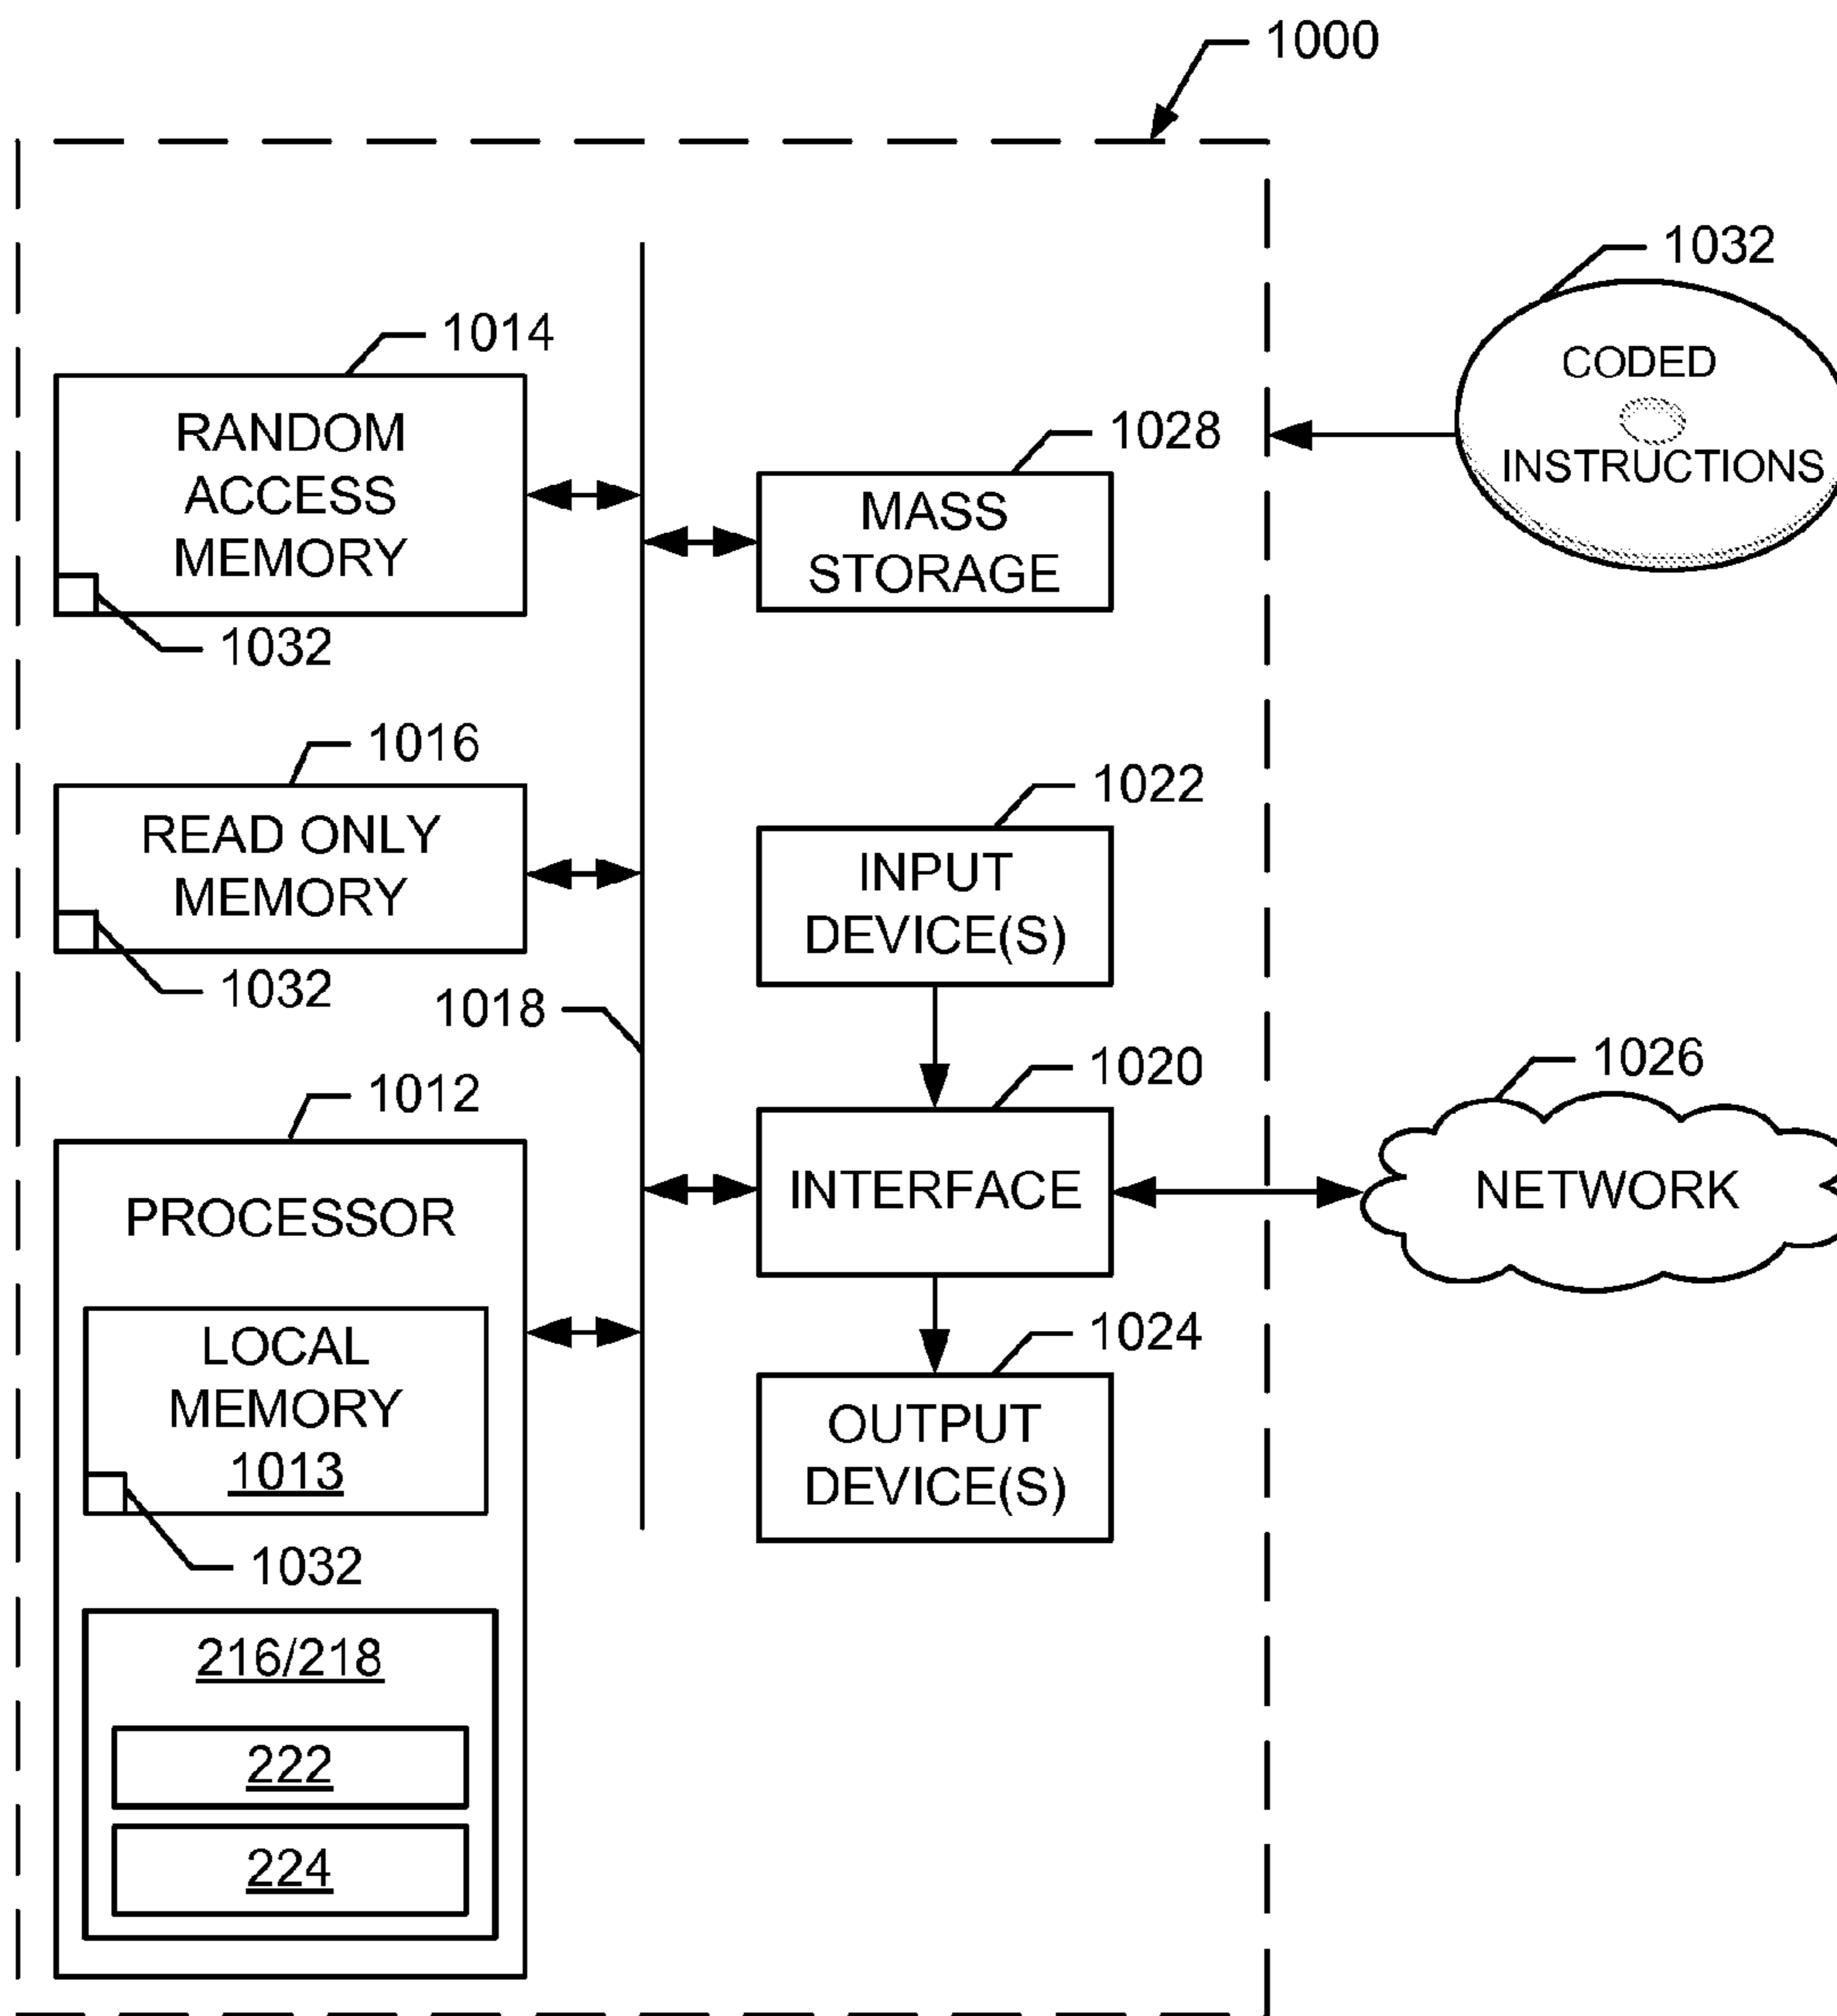 1000
1032
CODED
INSTRUCTIONS
1014
RANDOM
ACCESS
MEMORY
1032
1028
MASS
STORAGE
1016
READ ONLY
MEMORY
1032
1022
INPUT
DEVICE(S)
1018
1020
INTERFACE
1026
NETWORK
1012
PROCESSOR
LOCAL
MEMORY
1013
1032
1024
OUTPUT
DEVICE(S)
216/218
222
224